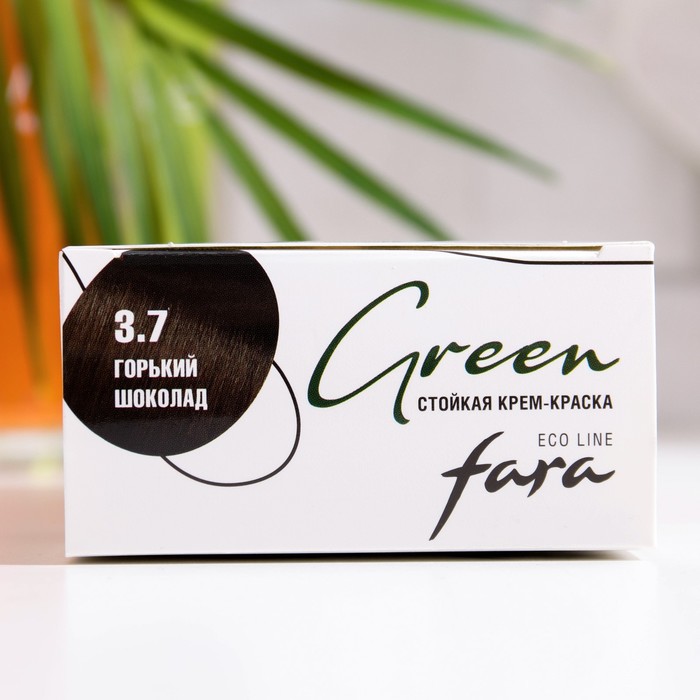 3.7
ГОРЬКИЙ
ШОКОЛАД
Green
СТОЙКАЯ КРЕМ-КРАСКА
ECO LINE
fara